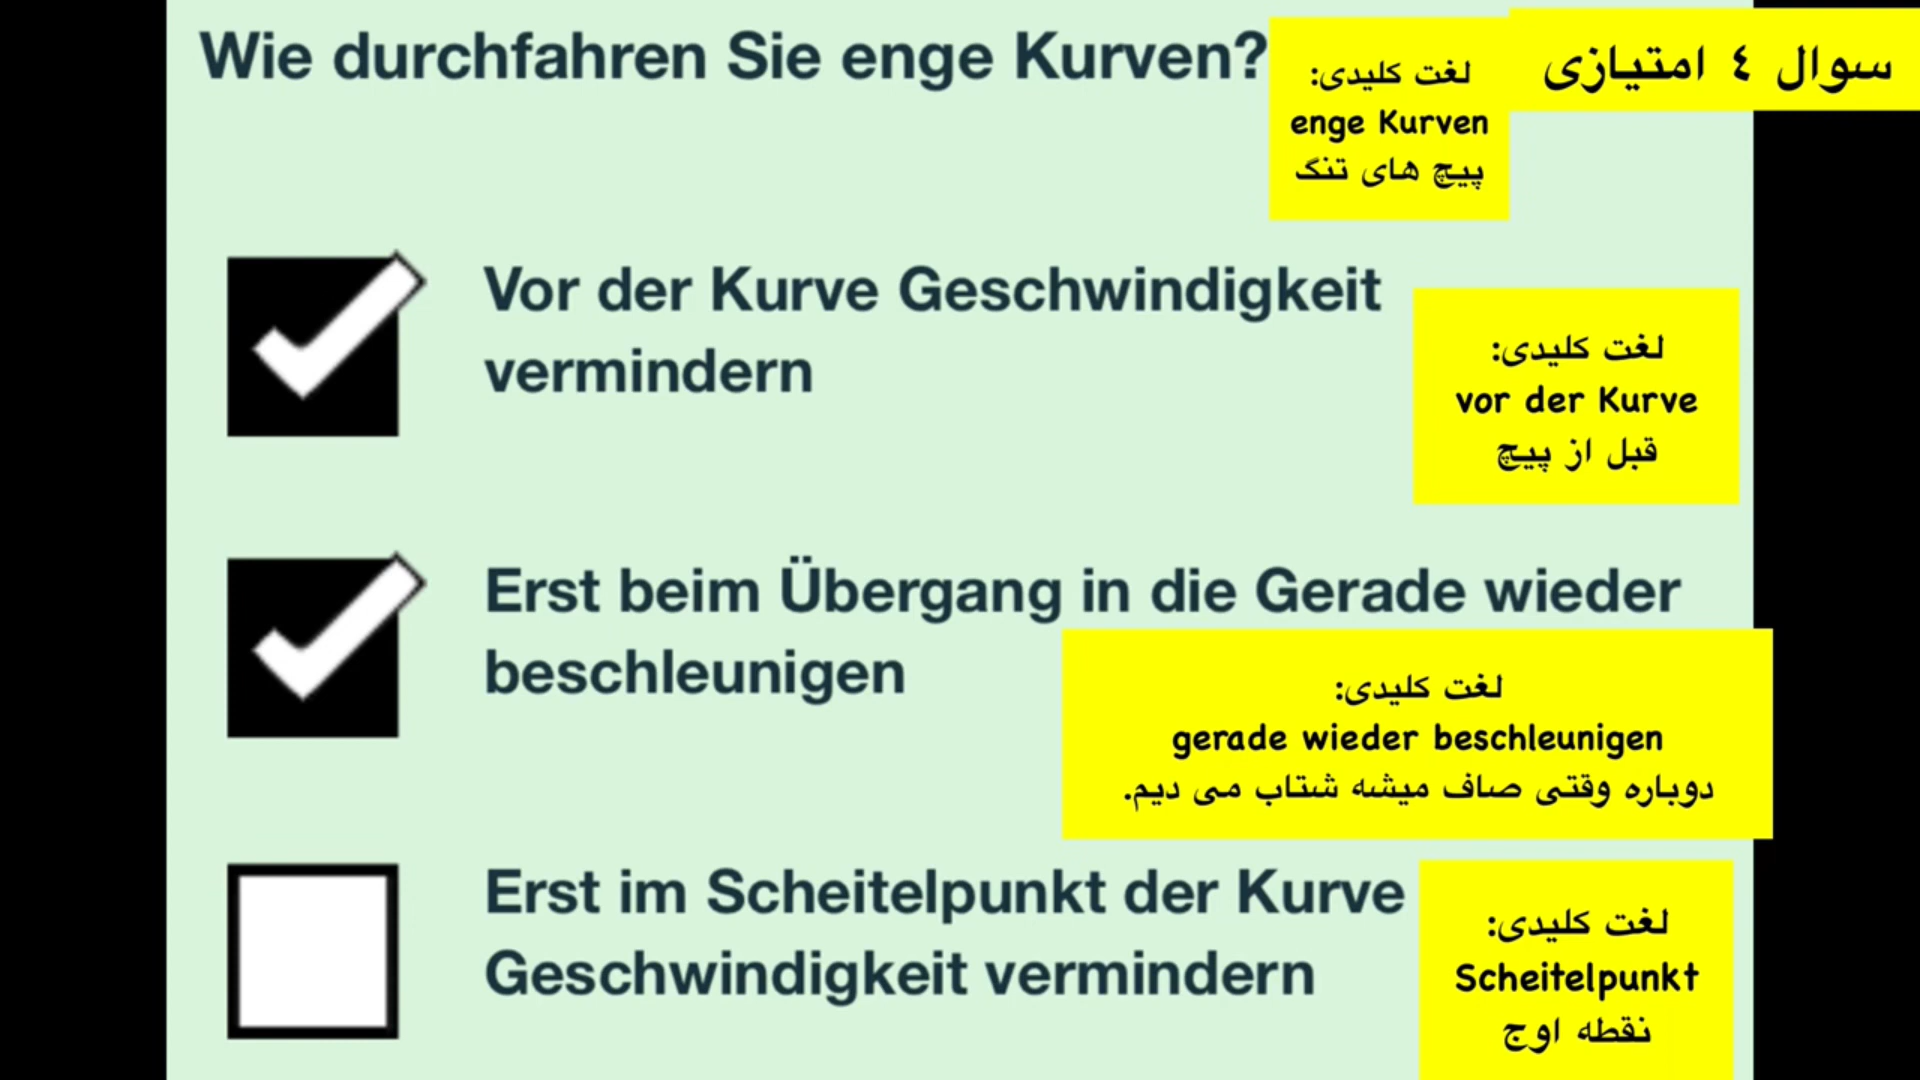 Wie durchfahren Sie enge Kurven?
سوال ٤ امتیازی
لغت کلیدی:
enge Kurven
پیچ های تنگ
Vor der Kurve Geschwindigkeit
vermindern
لغت کلیدی:
vor der Kurve
قبل از پیچ
Erst beim Übergang in die Gerade wieder
beschleunigen
لغت کلیدی:
gerade wieder beschleunigen
دوباره وقتی صاف میشه شتاب می دیم.
Erst im Scheitelpunkt der Kurve
Geschwindigkeit vermindern
لغت کلیدی:
Scheitelpunkt
نقطه اوج